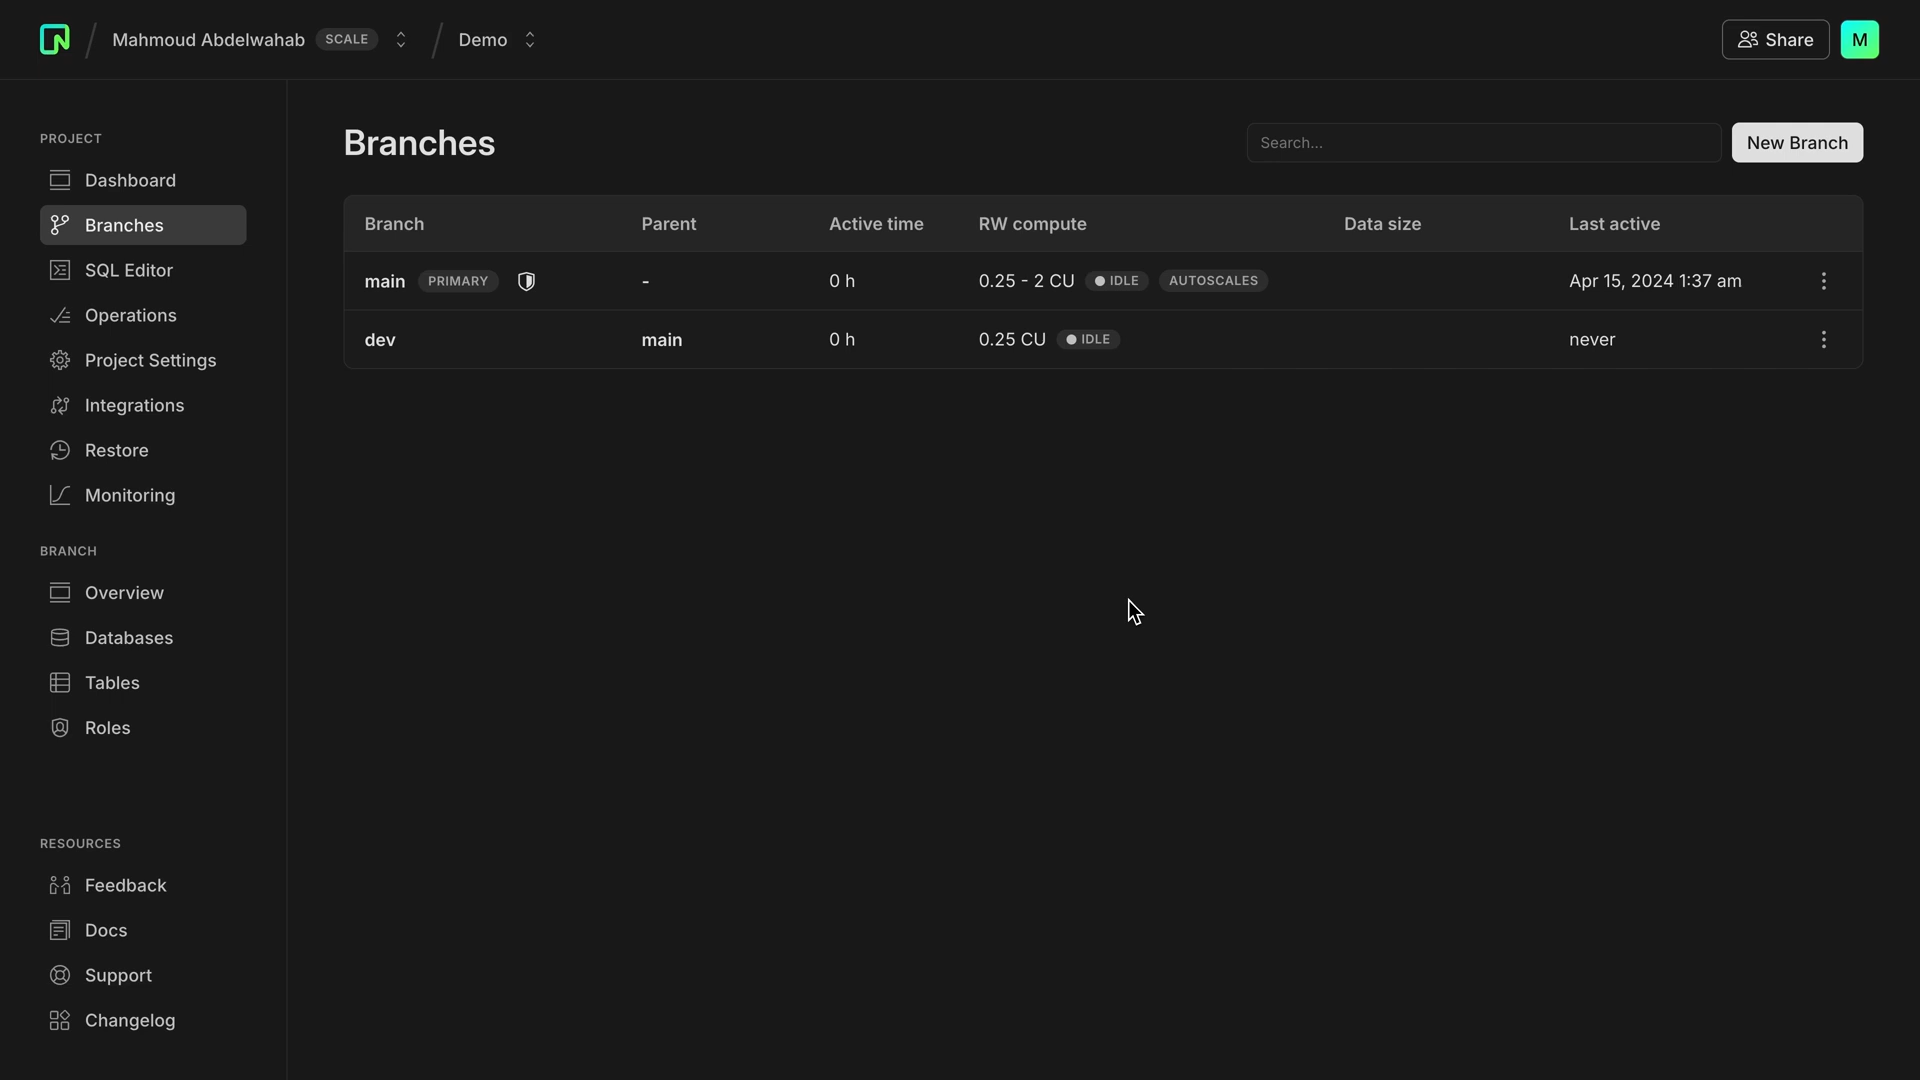 Mahmoud Abdelwahab SCALE Demo Share M
PROJECT
Dashboard
Branches
SQL Editor
Operations
Project Settings
Integrations
Restore
Monitoring
BRANCH
Overview
Databases
Tables
Roles
RESOURCES
Feedback
Docs
Support
Changelog
Branches Search... New Branch
Branch Parent Active time RW compute Data size Last active
main PRIMARY - 0 h 0.25 - 2 CU IDLE AUTOSCALES Apr 15, 2024 1:37 am
dev main 0 h 0.25 CU IDLE never